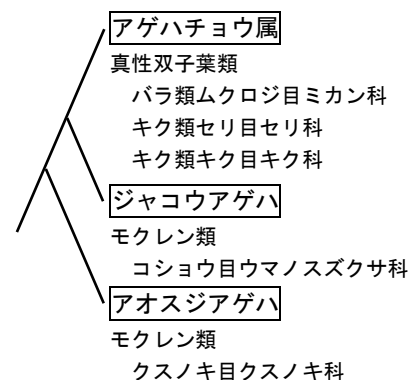 アゲハチョウ属
真性双子葉類
バラ類ムクロジ目ミカン科
キク類セリ目セリ科
キク類キク目キク科
ジャコウアゲハ
モクレン類
コショウ目ウマノスズクサ科
アオスジアゲハ
モクレン類
クスノキ目クスノキ科